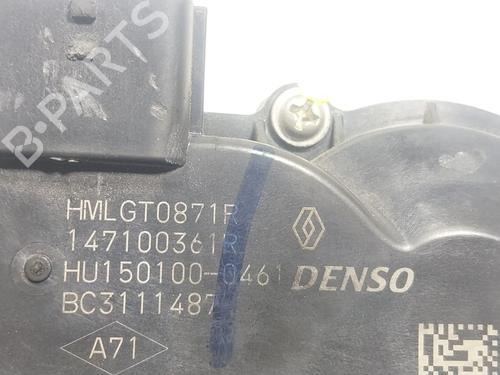 B-PARTS
HMLGT0871R
147100361R
HU150100-0461
DENSO
BC3111487
A71